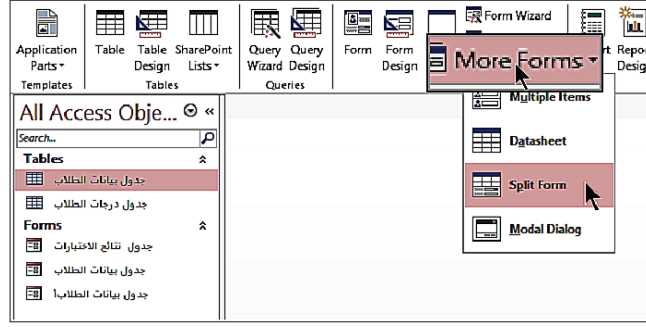 Application Parts
Table
Table Design
SharePoint Lists
Query Wizard
Query Design
Form
Form Design
Form Wizard
More Forms
Templates
Tables
Queries
All Access Obje...
Search...
Tables
جدول بيانات الطلاب
جدول درجات الطلاب
Forms
جدول نتائج الاختبارات
جدول بيانات الطلاب
جدول بيانات الطلاب1
Multiple Items
Datasheet
Split Form
Modal Dialog